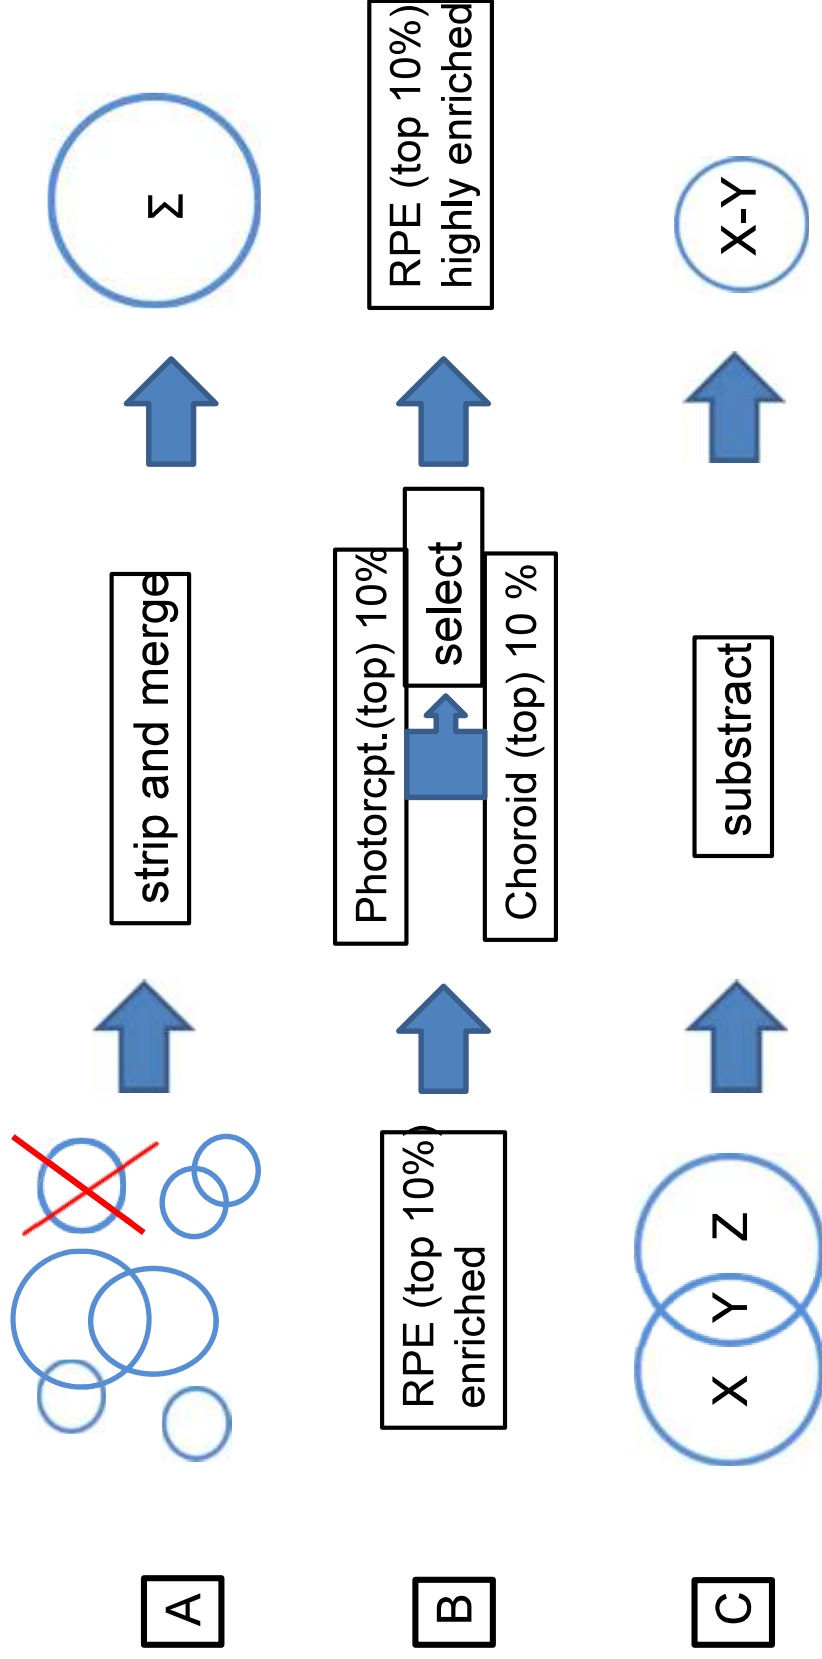 A
strip and merge
Σ
B
RPE (top 10%)
enriched
Photorcpt.(top) 10%
select
Choroid (top) 10 %
RPE (top 10%)
highly enriched
C
X Y Z
substract
X-Y